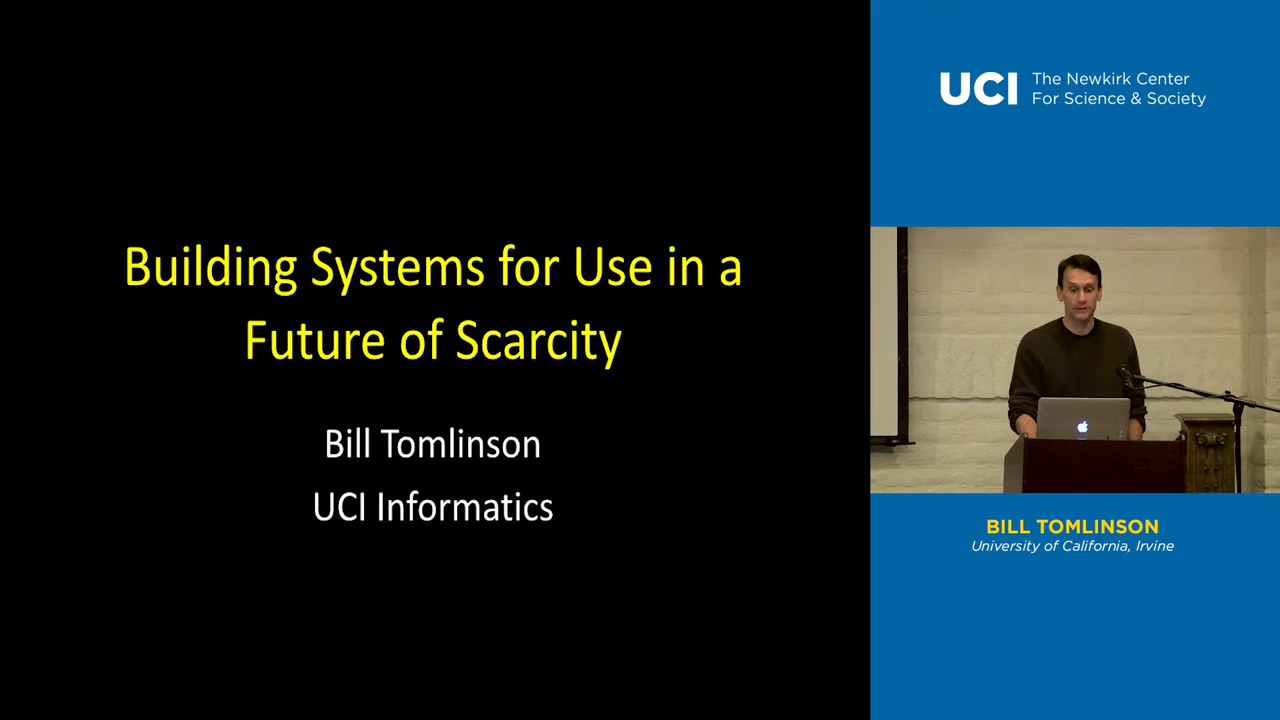 Building Systems for Use in a
Future of Scarcity
Bill Tomlinson
UCI Informatics
UCI
The Newkirk Center
For Science & Society
BILL TOMLINSON
University of California, Irvine